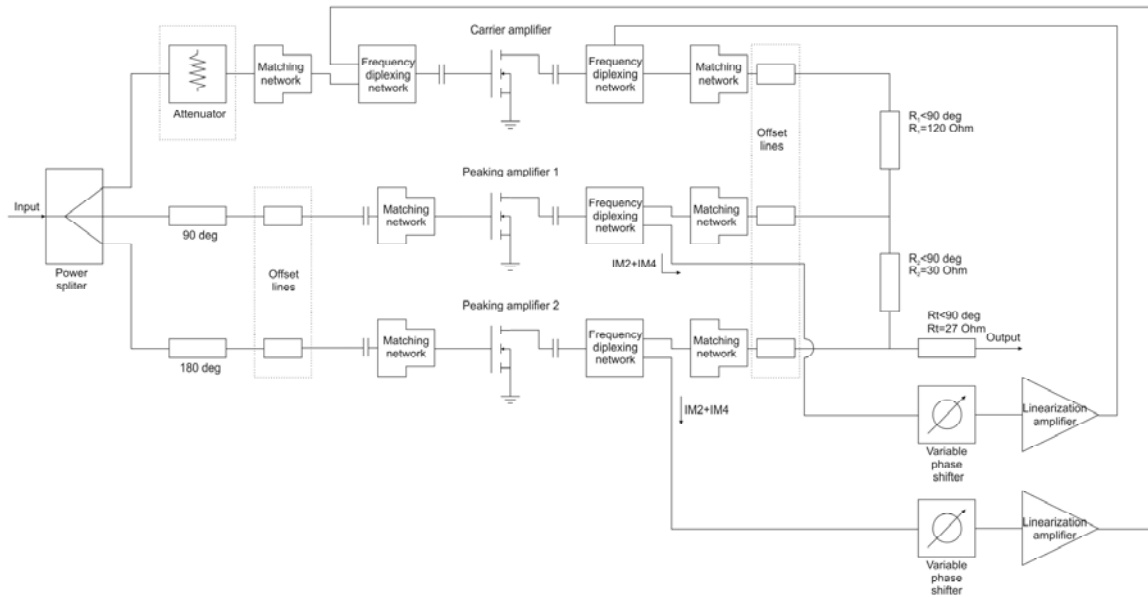 Carrier amplifier
Matching
network
Frequency
diplexing
network
Frequency
diplexing
network
Matching
network
Attenuator
R₁<90 deg
R₁=120 Ohm
Offset
lines
Peaking amplifier 1
Input
Matching
network
Frequency
diplexing
network
Matching
network
90 deg
Power
spliter
Offset
lines
IM2+IM4
R₂<90 deg
R₂=30 Ohm
Peaking amplifier 2
Rt<90 deg
Rt=27 Ohm
Output
Matching
network
Frequency
diplexing
network
Matching
network
180 deg
IM2+IM4
Linearization
amplifier
Variable
phase
shifter
Linearization
amplifier
Variable
phase
shifter